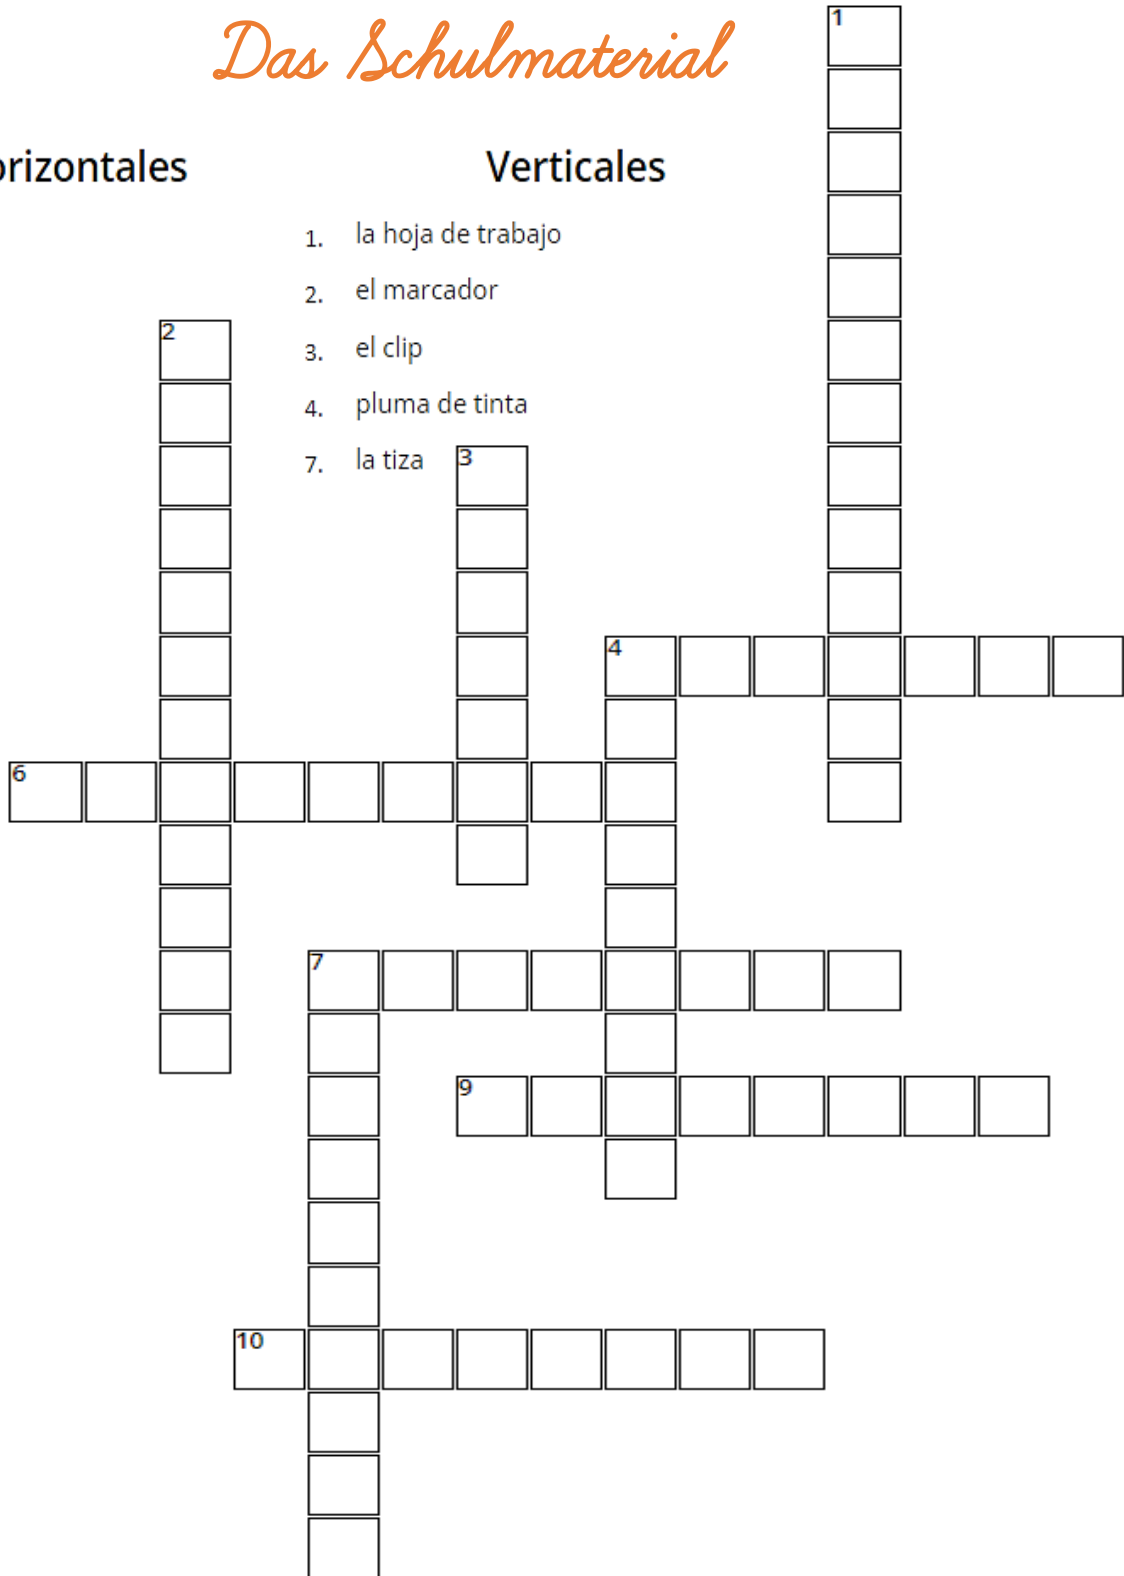 Das Schulmaterial
1
orizontales Verticales
1. la hoja de trabajo
2. el marcador
2
3. el clip
4. pluma de tinta
7. la tiza
3
4
6
7
9
10